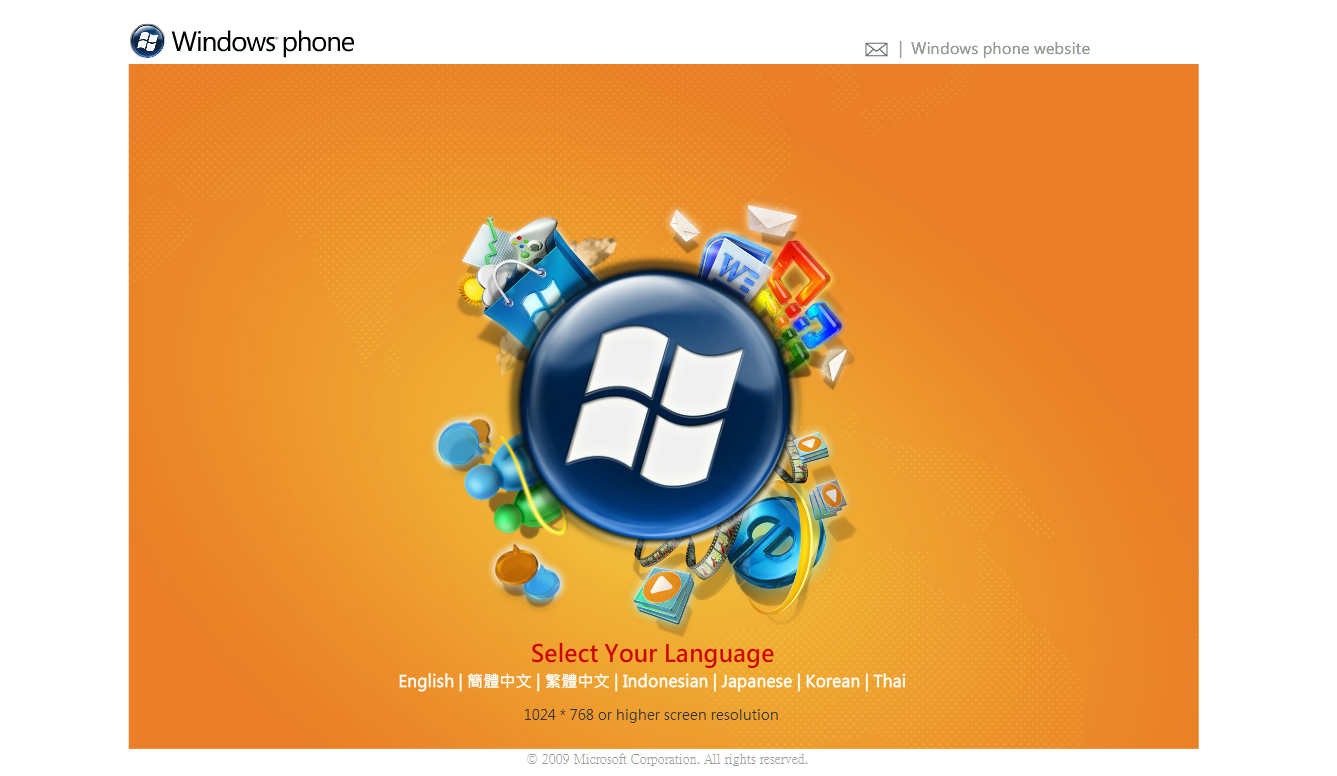 Windows phone
| Windows phone website
W
Select Your Language
English | 簡體中文 | 繁體中文 | Indonesian | Japanese | Korean | Thai
1024 * 768 or higher screen resolution
© 2009 Microsoft Corporation. All rights reserved.